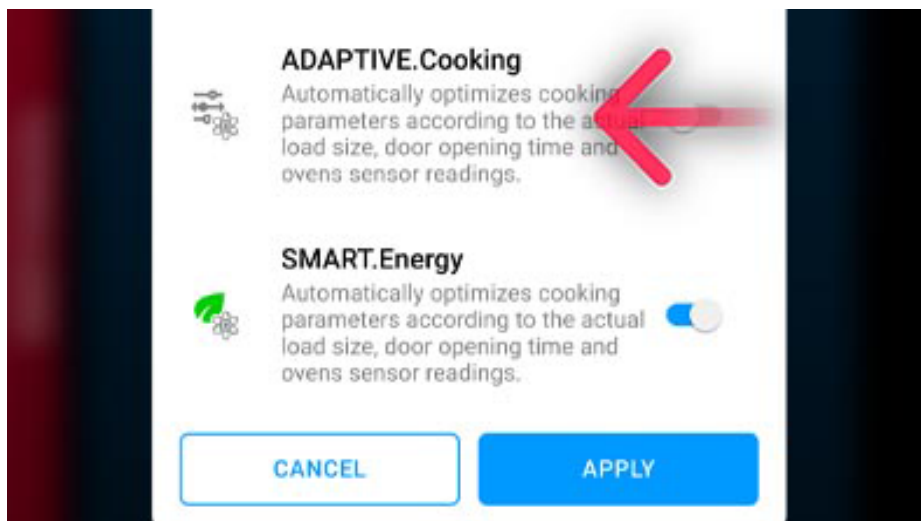 ADAPTIVE.Cooking
Automatically optimizes cooking
parameters according to the actual
load size, door opening time and
ovens sensor readings.
SMART.Energy
Automatically optimizes cooking
parameters according to the actual
load size, door opening time and
ovens sensor readings.
CANCEL
APPLY